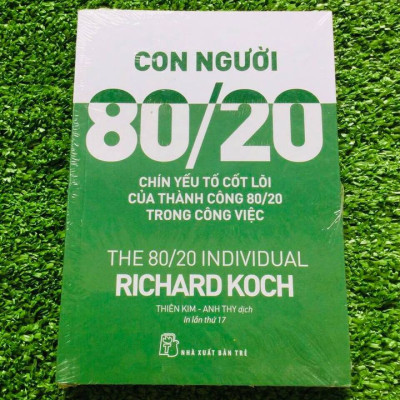 CON NGƯỜI
80/20
CHÍN YẾU TỐ CỐT LÕI
CỦA THÀNH CÔNG 80/20
TRONG CÔNG VIỆC
THE 80/20 INDIVIDUAL
RICHARD KOCH
THIÊN KIM - ANH THY dịch
In lần thứ 17
NHÀ XUẤT BẢN TRẺ